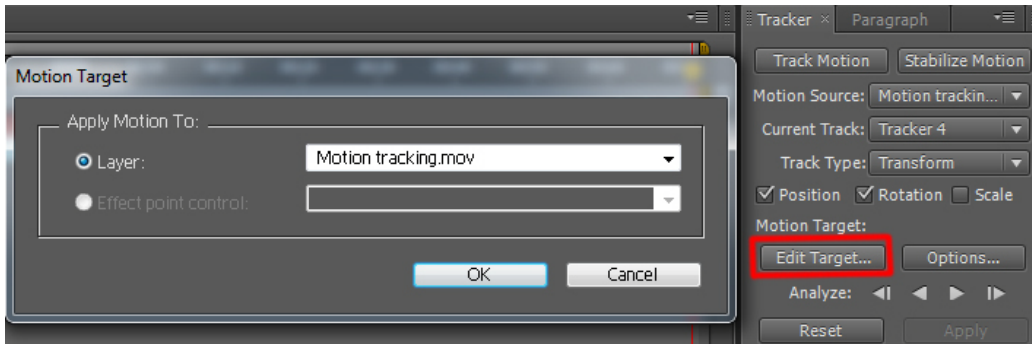 Motion Target
Apply Motion To:
Layer:
Motion tracking.mov
Effect point control:
OK
Cancel
Tracker ×
Paragraph
Track Motion
Stabilize Motion
Motion Source:
Motion trackin...
Current Track:
Tracker 4
Track Type:
Transform
Position
Rotation
Scale
Motion Target:
Edit Target...
Options...
Analyze:
Reset
Apply